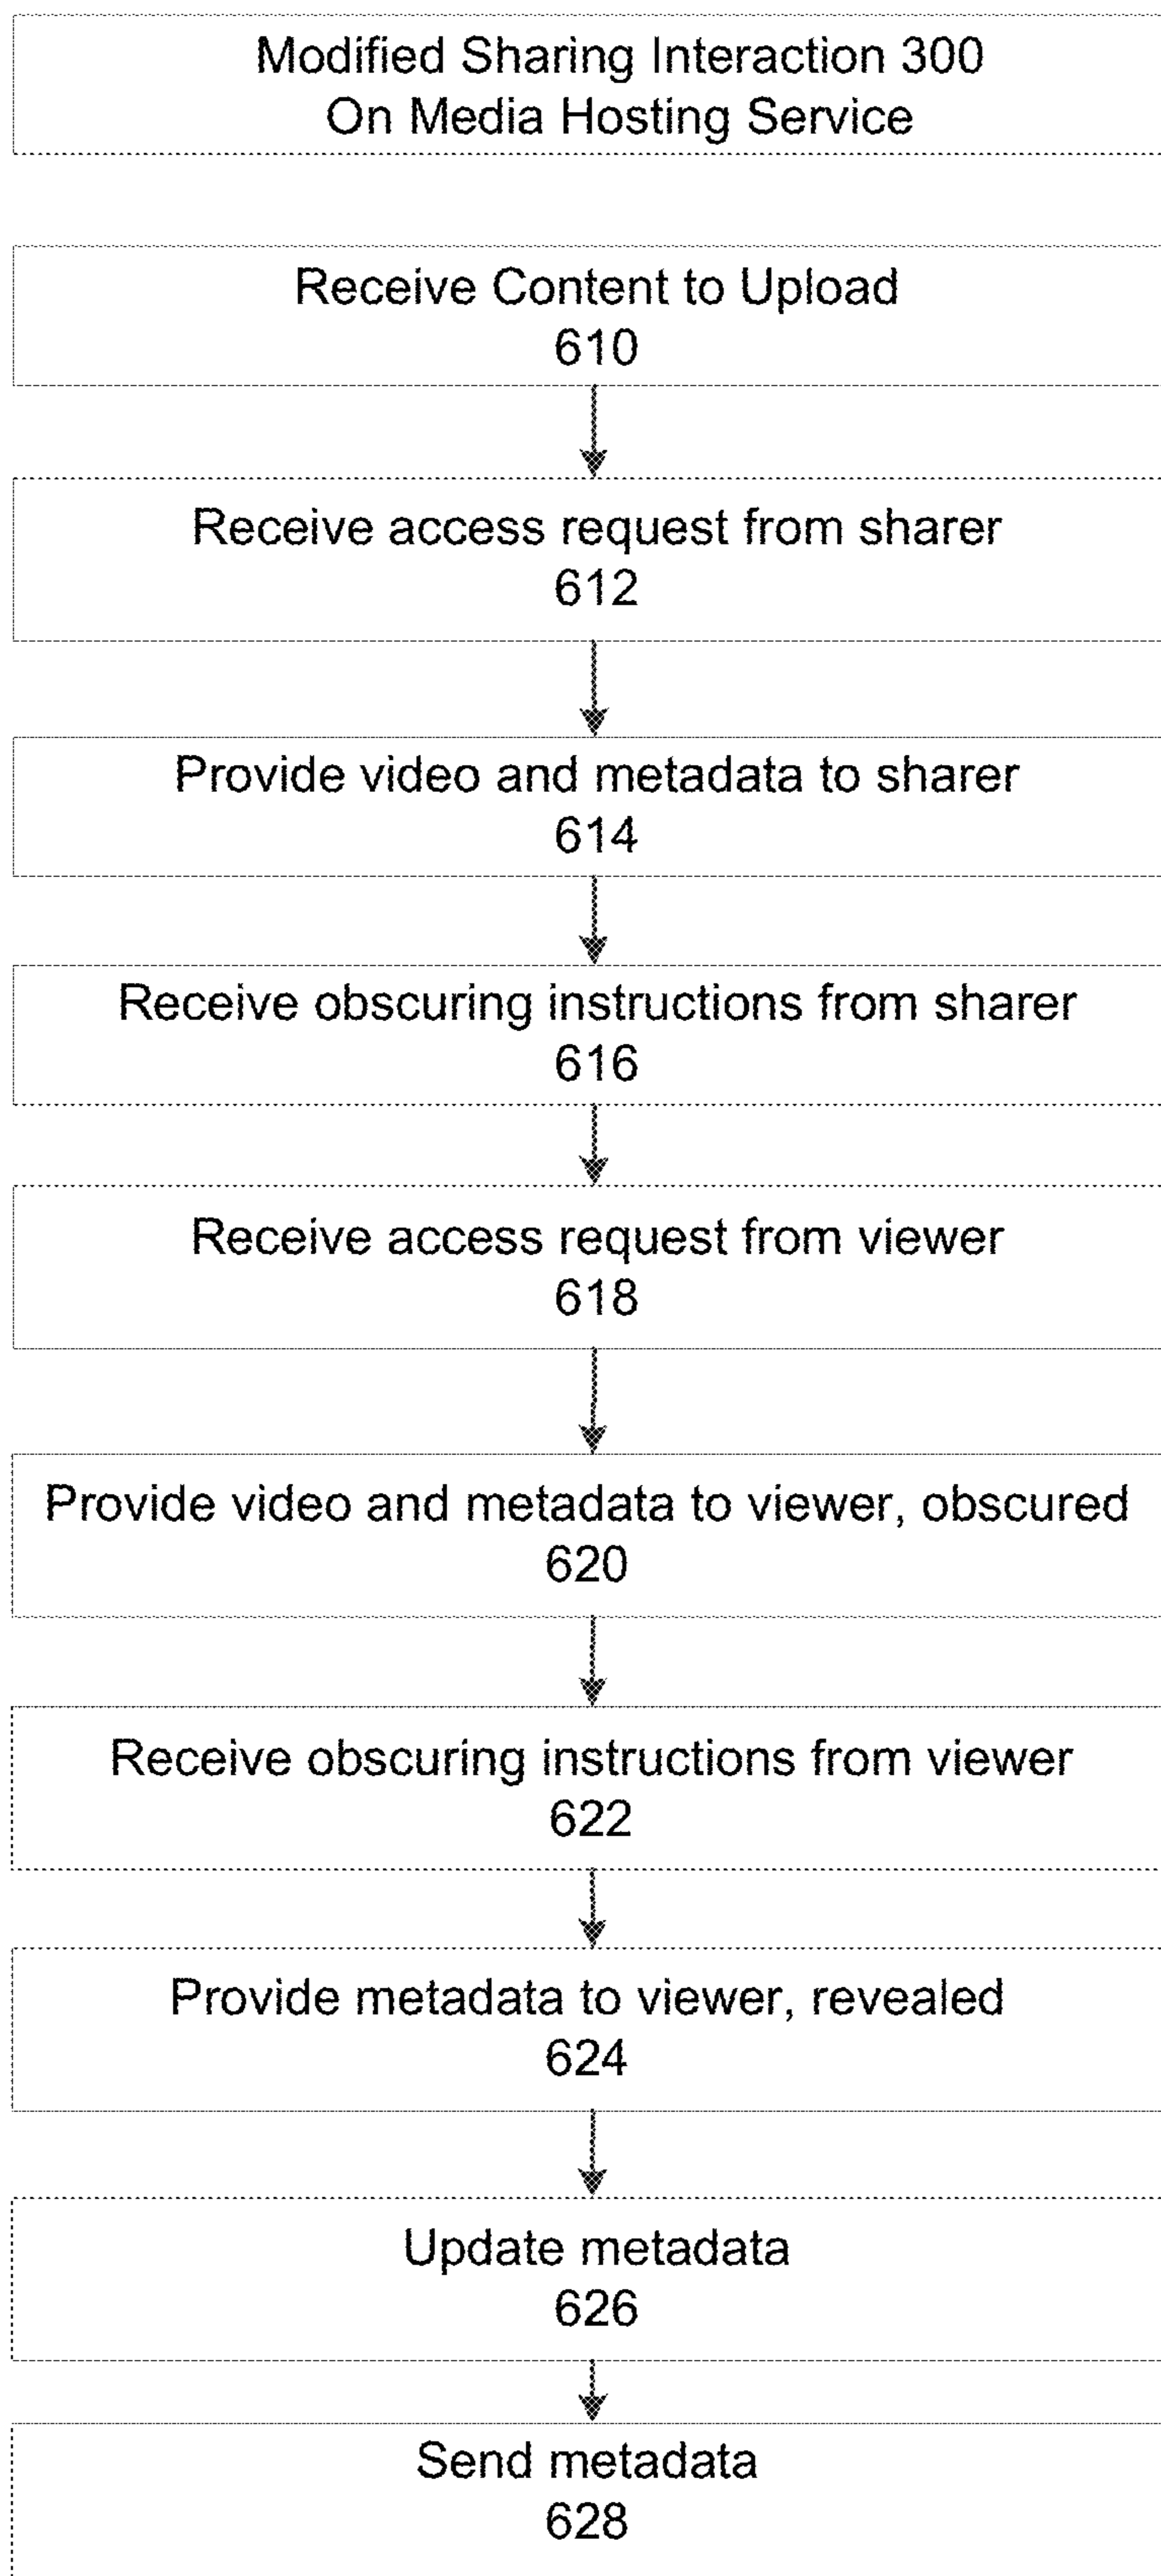 Modified Sharing Interaction 300
On Media Hosting Service
Receive Content to Upload
610
Receive access request from sharer
612
Provide video and metadata to sharer
614
Receive obscuring instructions from sharer
616
Receive access request from viewer
618
Provide video and metadata to viewer, obscured
620
Receive obscuring instructions from viewer
622
Provide metadata to viewer, revealed
624
Update metadata
626
Send metadata
628